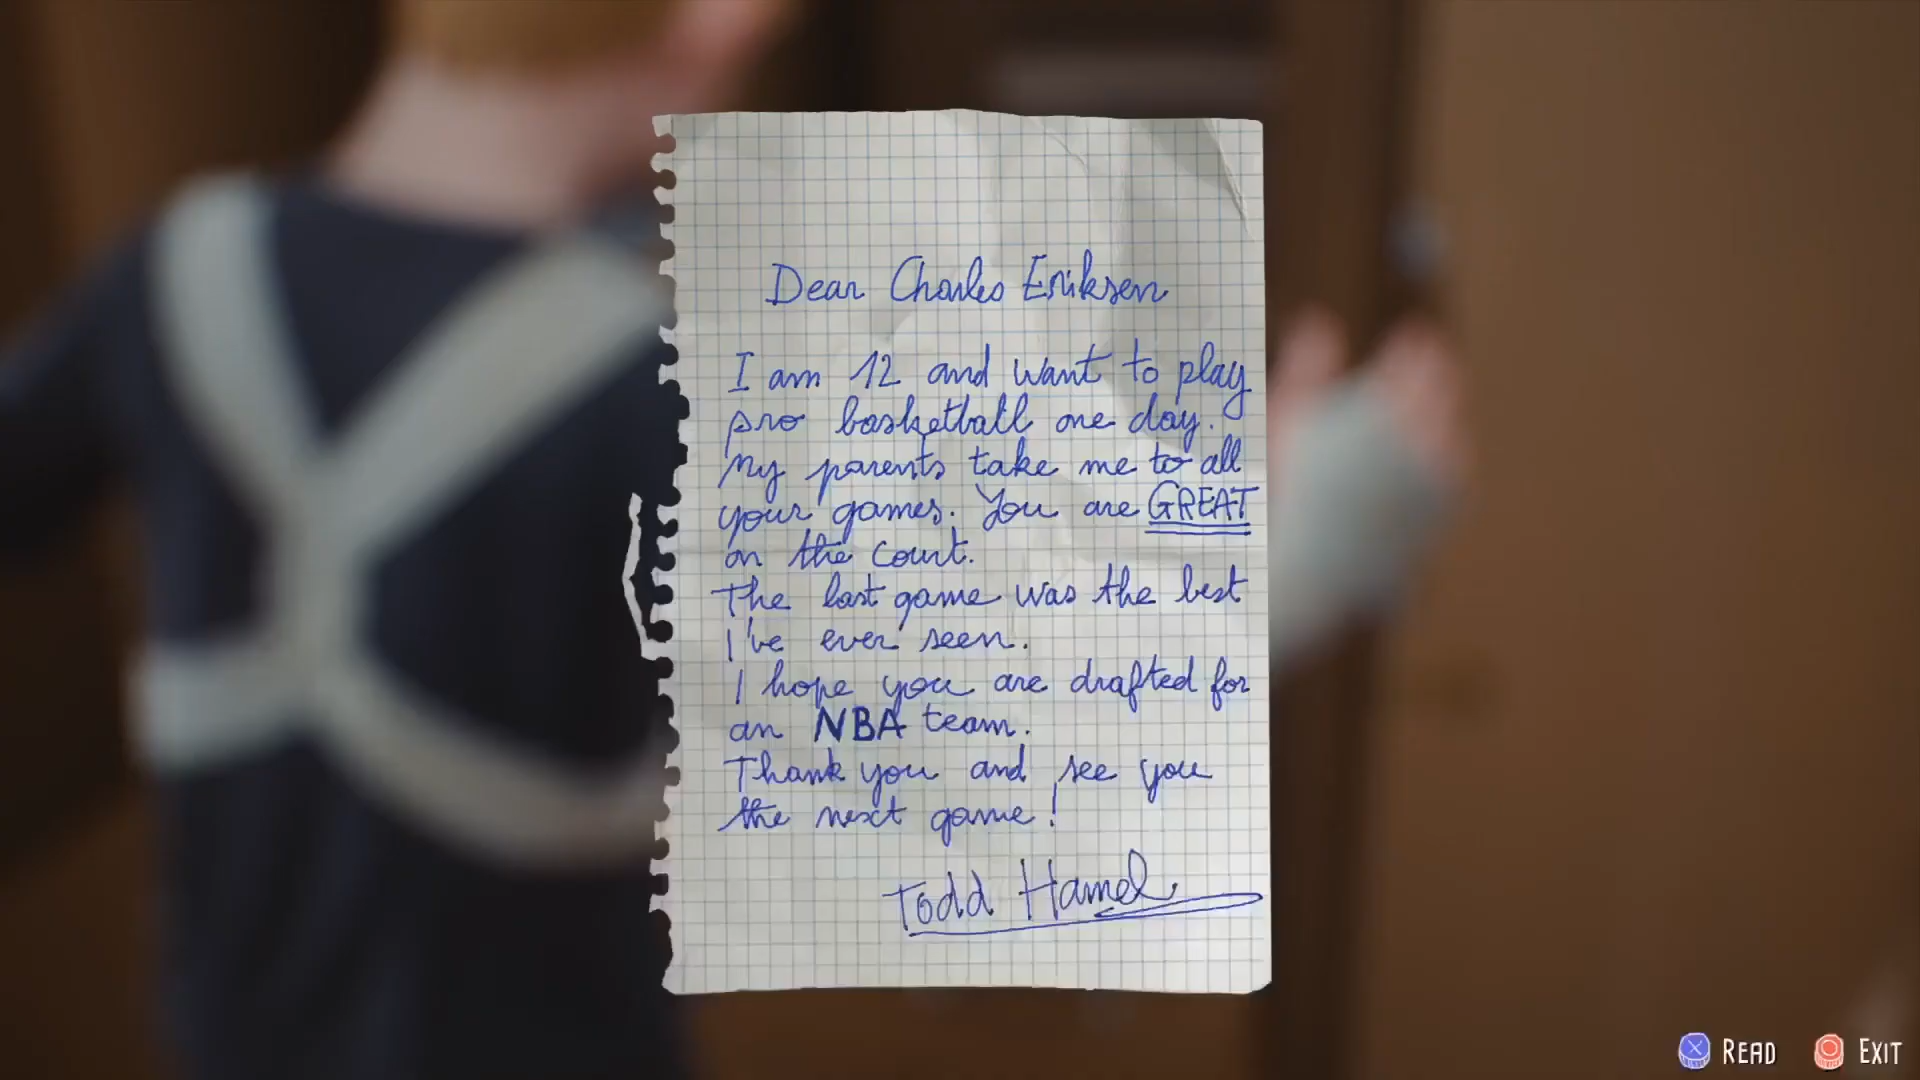 Dear Charles Eriksen
I am 12 and want to play
pro basketball one day.
My parents take me to all
your games. You are GREAT
on the court.
The last game was the best
I've ever seen.
I hope you are drafted for
an NBA team.
Thank you and see you
the next game!
Todd Hamel
READ EXIT